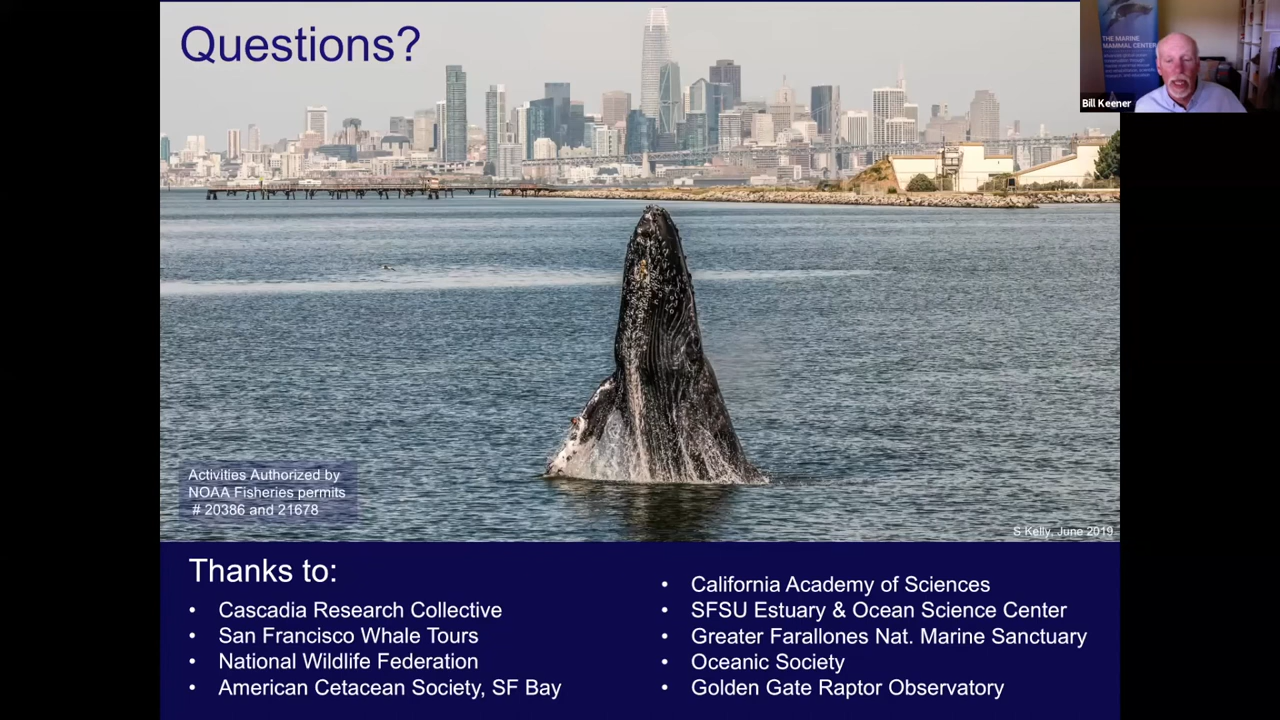 Questions?
THE MARINE
MAMMAL CENTER
Bill Keener
Activities Authorized by
NOAA Fisheries permits
# 20386 and 21678
S Kelly, June 2019
Thanks to:
• Cascadia Research Collective
• San Francisco Whale Tours
• National Wildlife Federation
• American Cetacean Society, SF Bay
• California Academy of Sciences
• SFSU Estuary & Ocean Science Center
• Greater Farallones Nat. Marine Sanctuary
• Oceanic Society
• Golden Gate Raptor Observatory